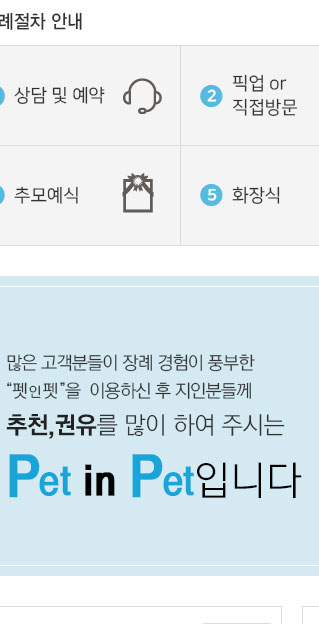 례절차 안내
상담 및 예약
2 픽업 or
직접방문
추모예식
5 화장식
많은 고객분들이 장례 경험이 풍부한
“펫인펫”을 이용하신 후 지인분들께
추천,권유를 많이 하여 주시는
Pet in Pet입니다